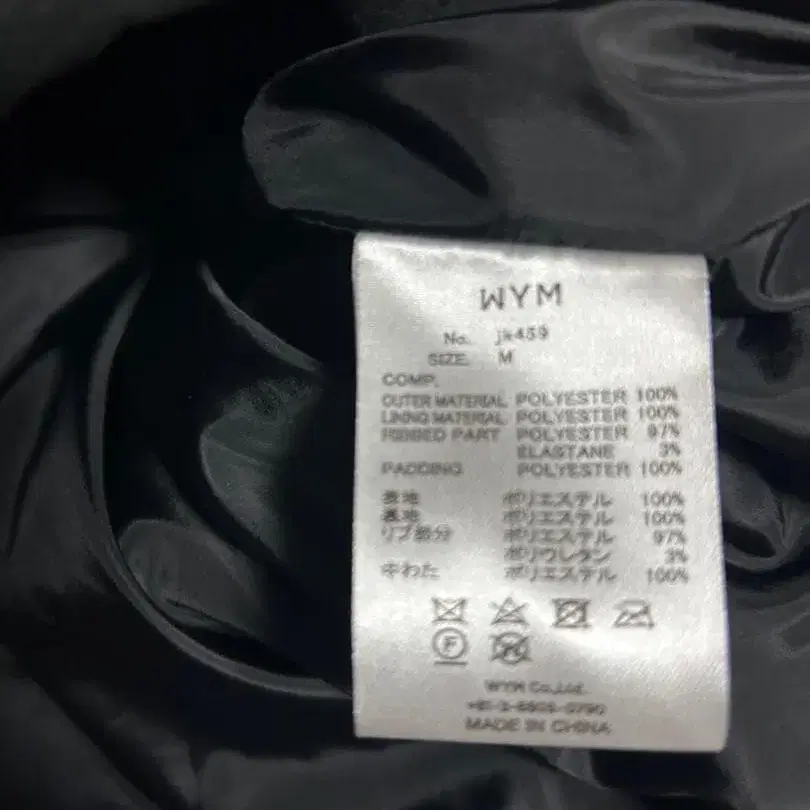 WYM
No. jk459
SIZE. M
COMP.
OUTER MATERIAL POLYESTER 100%
LINING MATERIAL POLYESTER 100%
RIBBED PART POLYESTER 97%
ELASTANE 3%
PADDING POLYESTER 100%
表地 ポリエステル 100%
裏地 ポリエステル 100%
リブ部分 ポリエステル 97%
ポリウレタン 3%
中わた ポリエステル 100%
F
WYM Co.,Ltd.
MADE IN CHINA